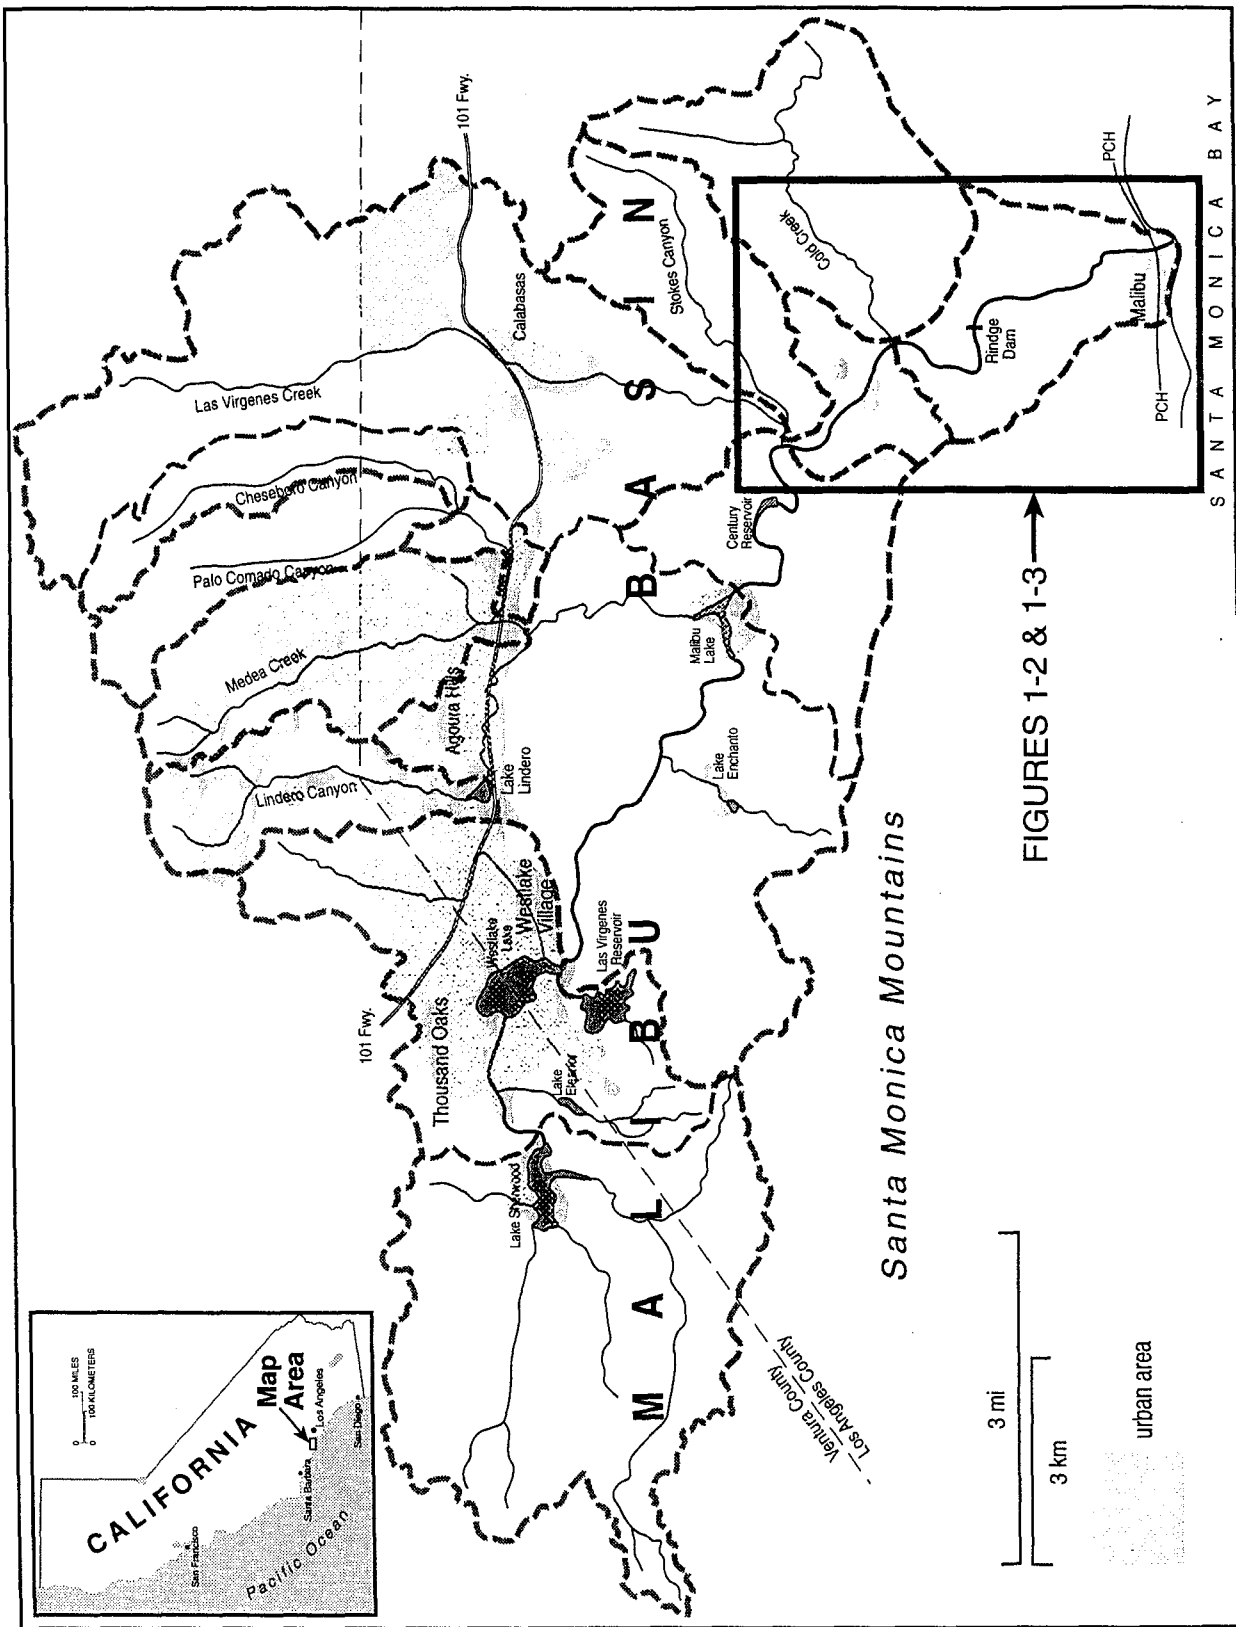 CALIFORNIA
0 100 MILES
0 100 KILOMETERS
Map
Area
San Francisco
Santa Barbara
Los Angeles
San Diego
Pacific Ocean
101 Fwy.
101 Fwy.
Thousand Oaks
Lake Sherwood
Lake
Eleanor
Westlake
Lake
Westlake
Village
Las Virgenes
Reservoir
Lindero Canyon
Lake
Lindero
Agoura Hills
Medea Creek
Palo Comado Canyon
Cheseboro Canyon
Las Virgenes Creek
Calabasas
Stokes Canyon
Cold Creek
Century
Reservoir
Malibu
Lake
Lake
Enchanto
Rindge
Dam
Malibu
PCH
PCH
MALIBU BASIN
Santa Monica Mountains
SANTA MONICA BAY
Ventura County
Los Angeles County
FIGURES 1-2 & 1-3
3 mi
3 km
urban area